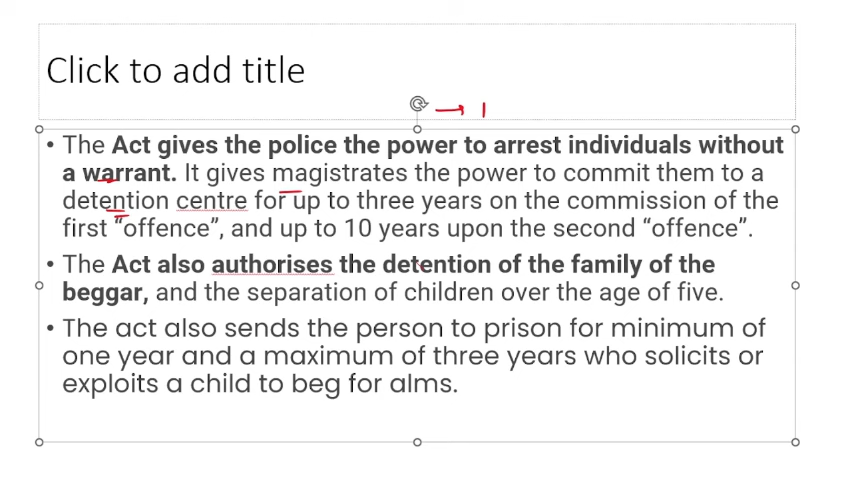 Click to add title
→ 1
• The Act gives the police the power to arrest individuals without
a warrant. It gives magistrates the power to commit them to a
detention centre for up to three years on the commission of the
first “offence”, and up to 10 years upon the second “offence”.
• The Act also authorises the detention of the family of the
beggar, and the separation of children over the age of five.
• The act also sends the person to prison for minimum of
one year and a maximum of three years who solicits or
exploits a child to beg for alms.